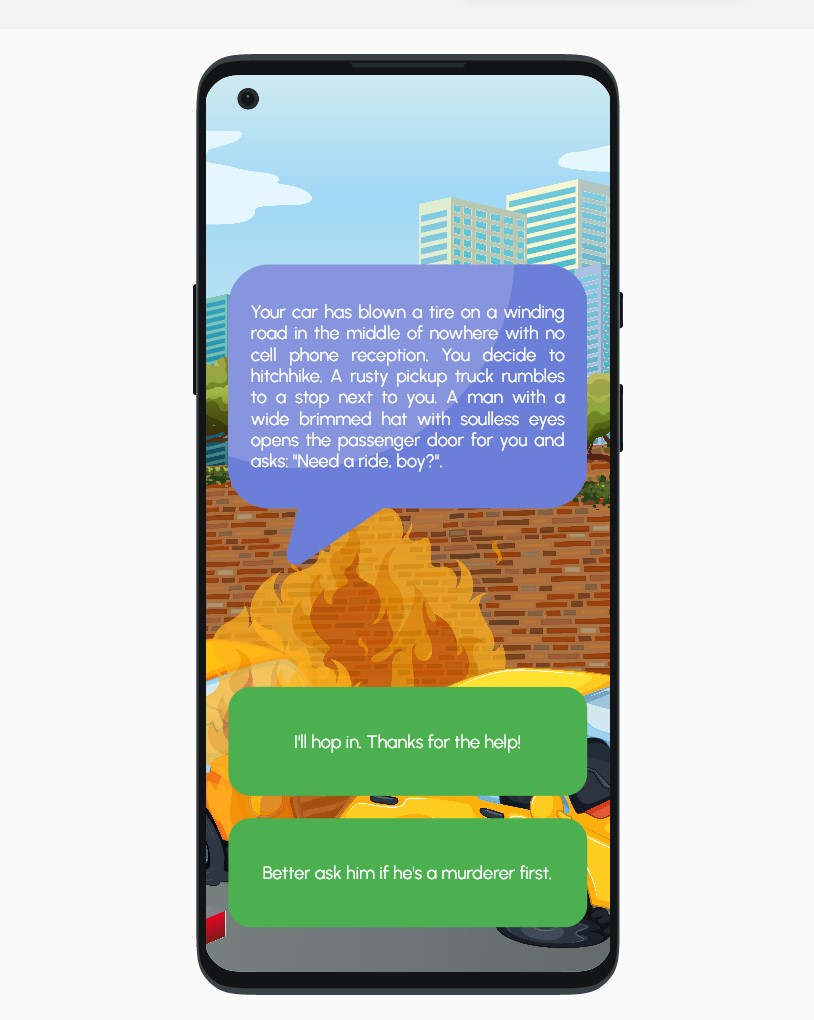 Your car has blown a tire on a winding
road in the middle of nowhere with no
cell phone reception. You decide to
hitchhike. A rusty pickup truck rumbles
to a stop next to you. A man with a
wide brimmed hat with soulless eyes
opens the passenger door for you and
asks: "Need a ride, boy?".
I'll hop in. Thanks for the help!
Better ask him if he's a murderer first.